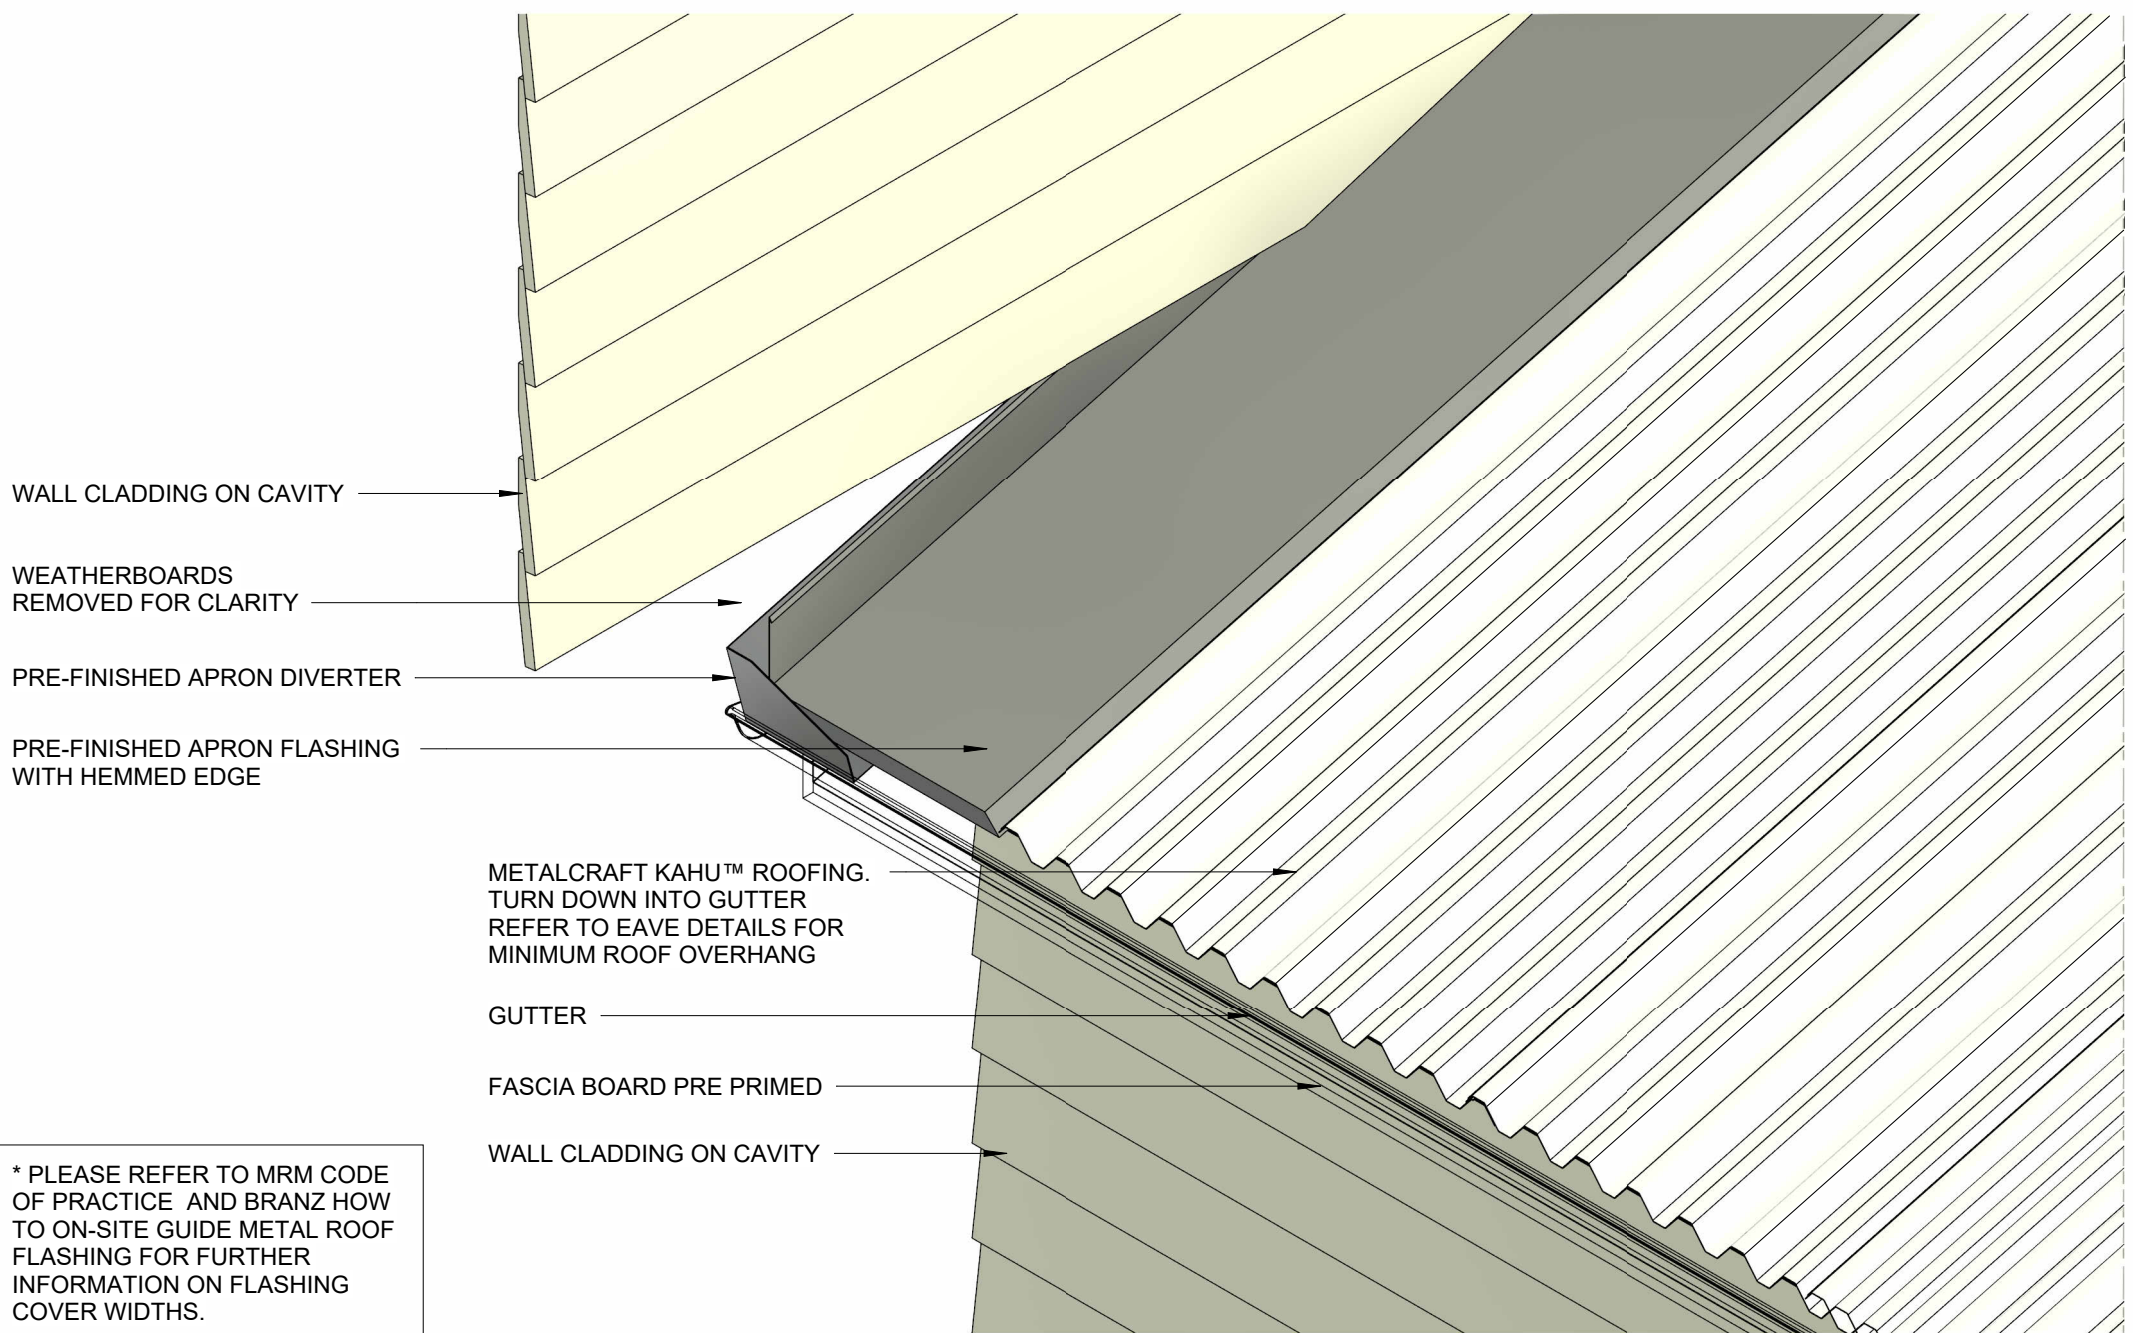 WALL CLADDING ON CAVITY
WEATHERBOARDS
REMOVED FOR CLARITY
PRE-FINISHED APRON DIVERTER
PRE-FINISHED APRON FLASHING
WITH HEMMED EDGE
METALCRAFT KAHU™ ROOFING.
TURN DOWN INTO GUTTER
REFER TO EAVE DETAILS FOR
MINIMUM ROOF OVERHANG
GUTTER
FASCIA BOARD PRE PRIMED
WALL CLADDING ON CAVITY
* PLEASE REFER TO MRM CODE
OF PRACTICE AND BRANZ HOW
TO ON-SITE GUIDE METAL ROOF
FLASHING FOR FURTHER
INFORMATION ON FLASHING
COVER WIDTHS.